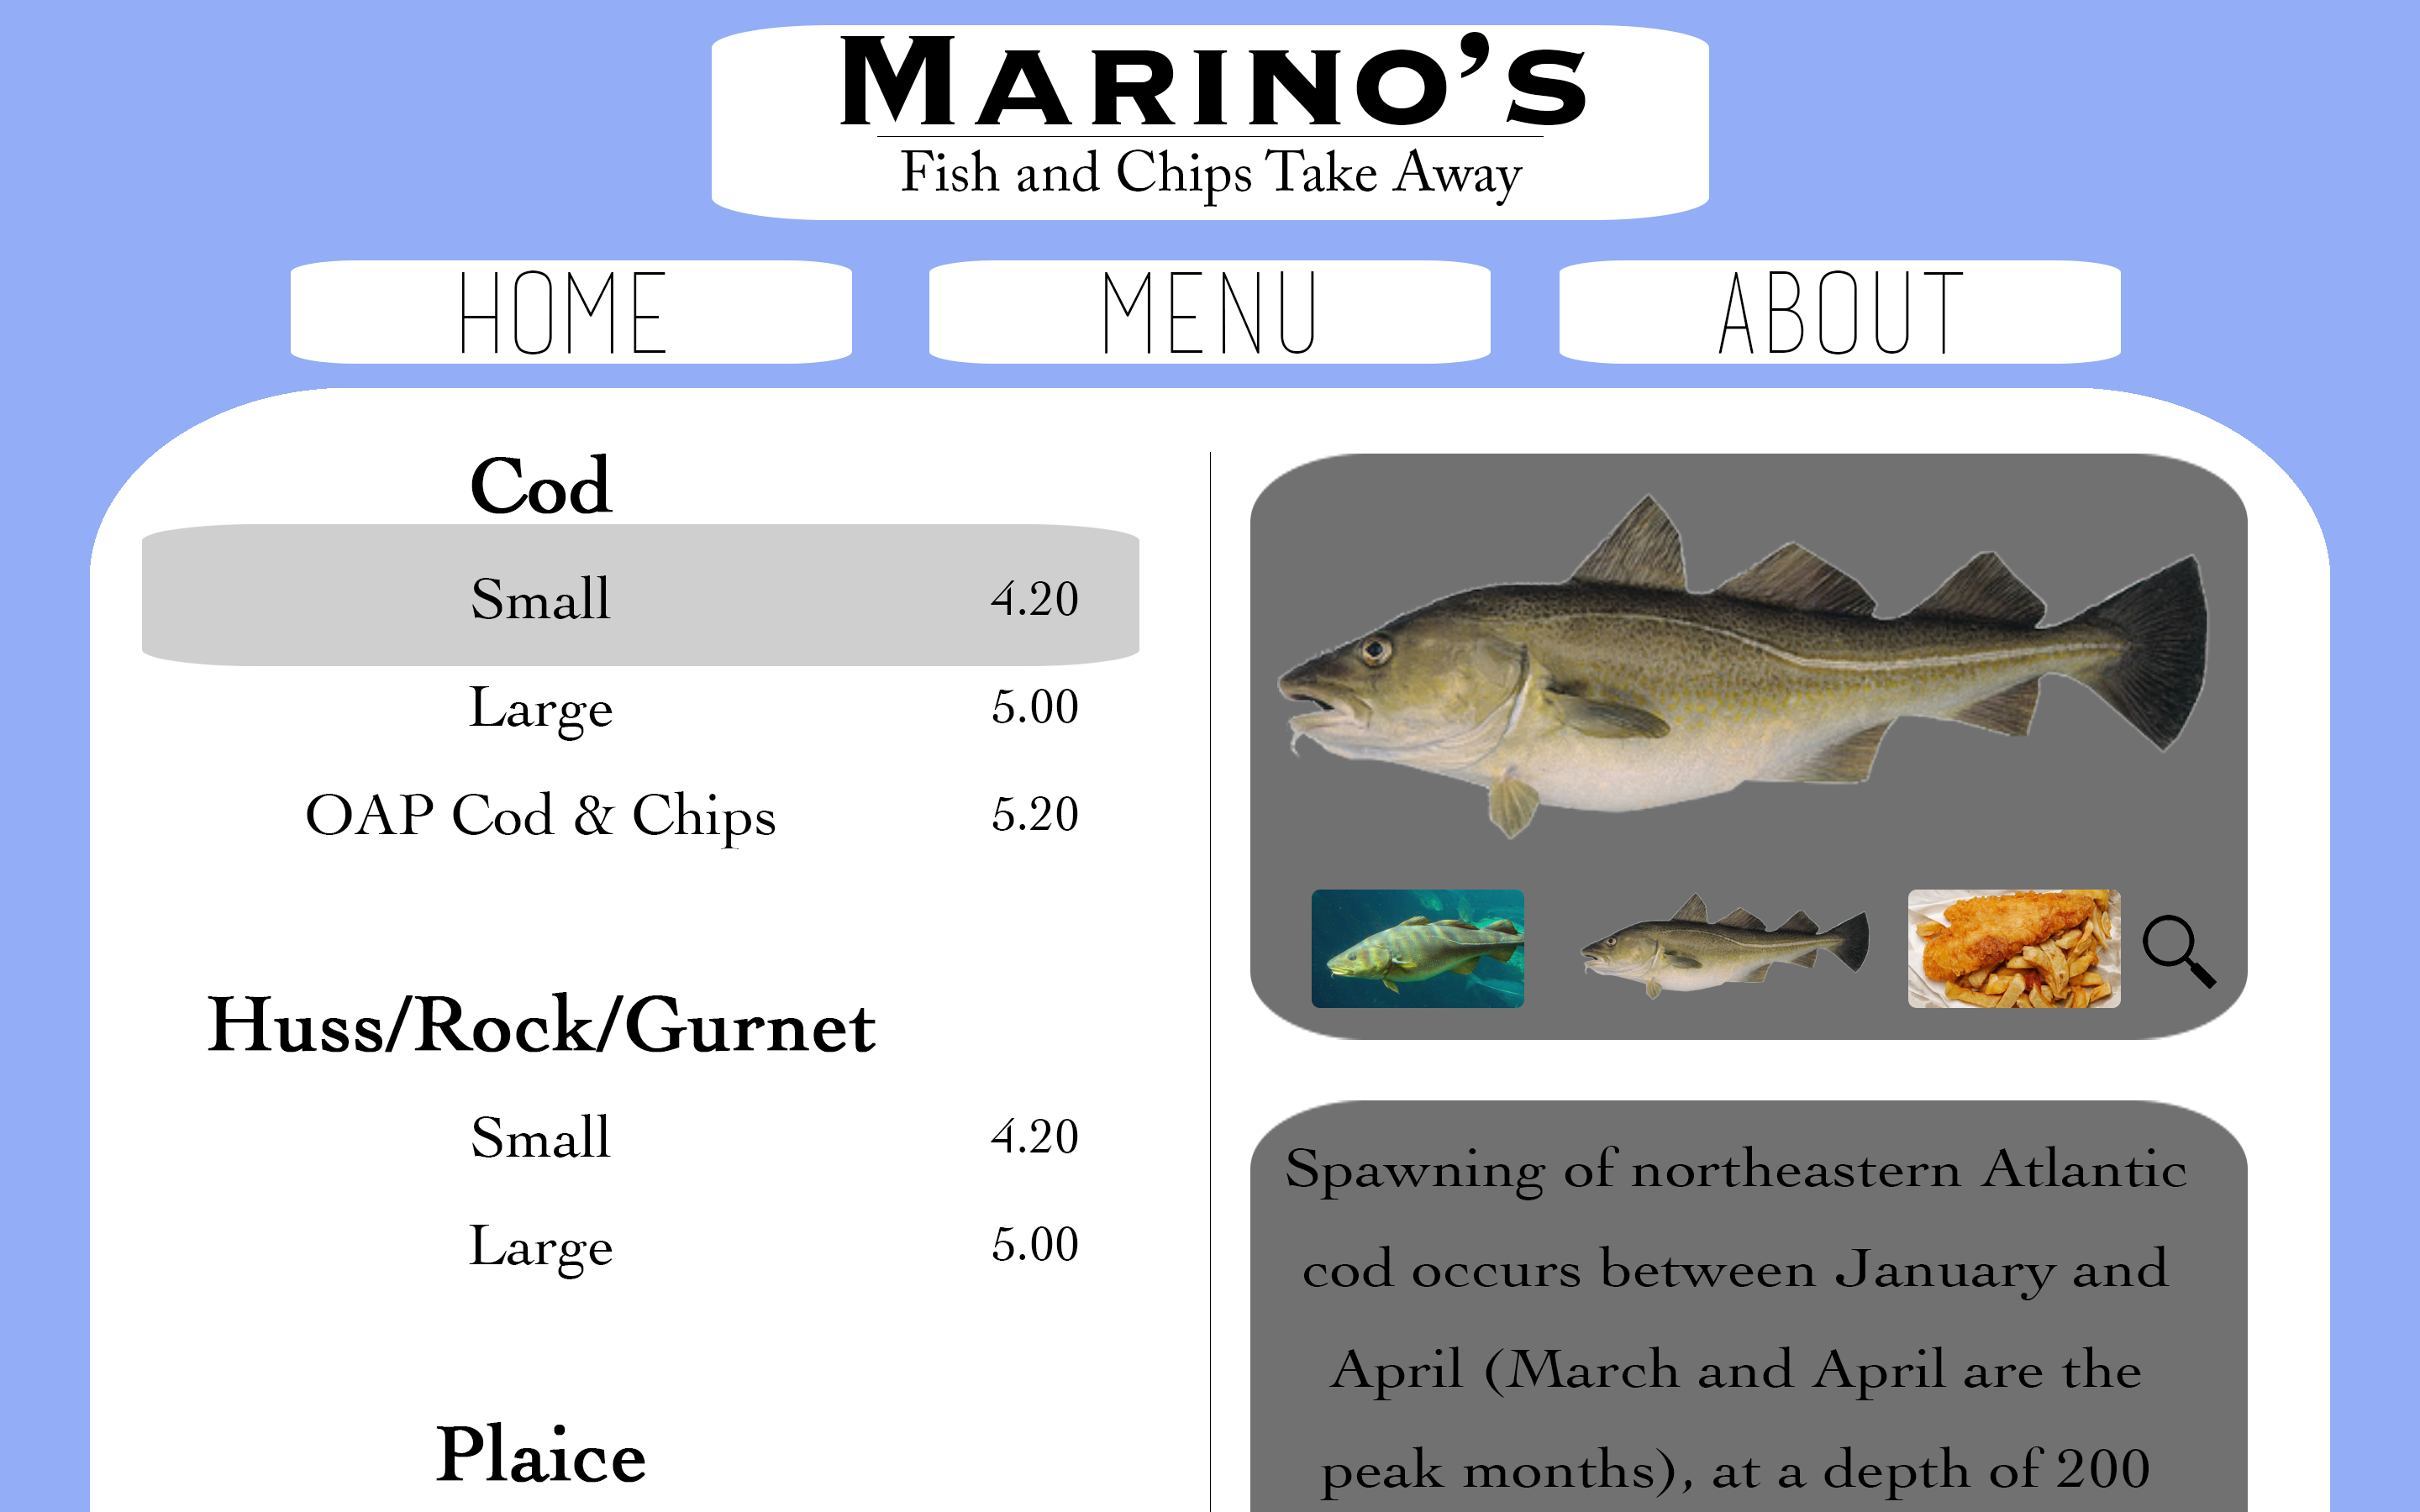 MARINO’S
Fish and Chips Take Away
HOME
MENU
ABOUT
Cod
Small 4.20
Large 5.00
OAP Cod & Chips 5.20
Huss/Rock/Gurnet
Small 4.20
Large 5.00
Plaice
Spawning of northeastern Atlantic
cod occurs between January and
April (March and April are the
peak months), at a depth of 200